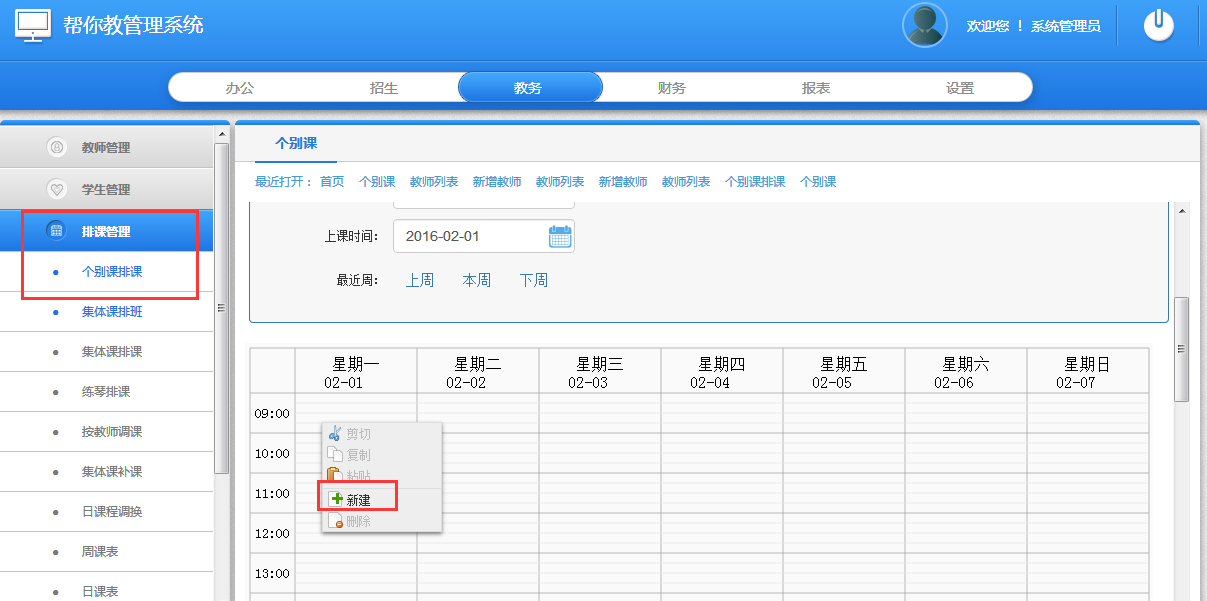 帮你教管理系统
欢迎您 ！ 系统管理员
办公 招生 教务 财务 报表 设置
教师管理
学生管理
排课管理
个别课排课
集体课排班
集体课排课
练琴排课
按教师调课
集体课补课
日课程调换
周课表
日课表
个别课
最近打开： 首页 个别课 教师列表 新增教师 教师列表 新增教师 教师列表 个别课排课 个别课
上课时间: 2016-02-01
最近周: 上周 本周 下周
星期一 星期二 星期三 星期四 星期五 星期六 星期日
02-01 02-02 02-03 02-04 02-05 02-06 02-07
09:00
10:00
11:00
12:00
13:00
剪切
复制
粘贴
新建
删除